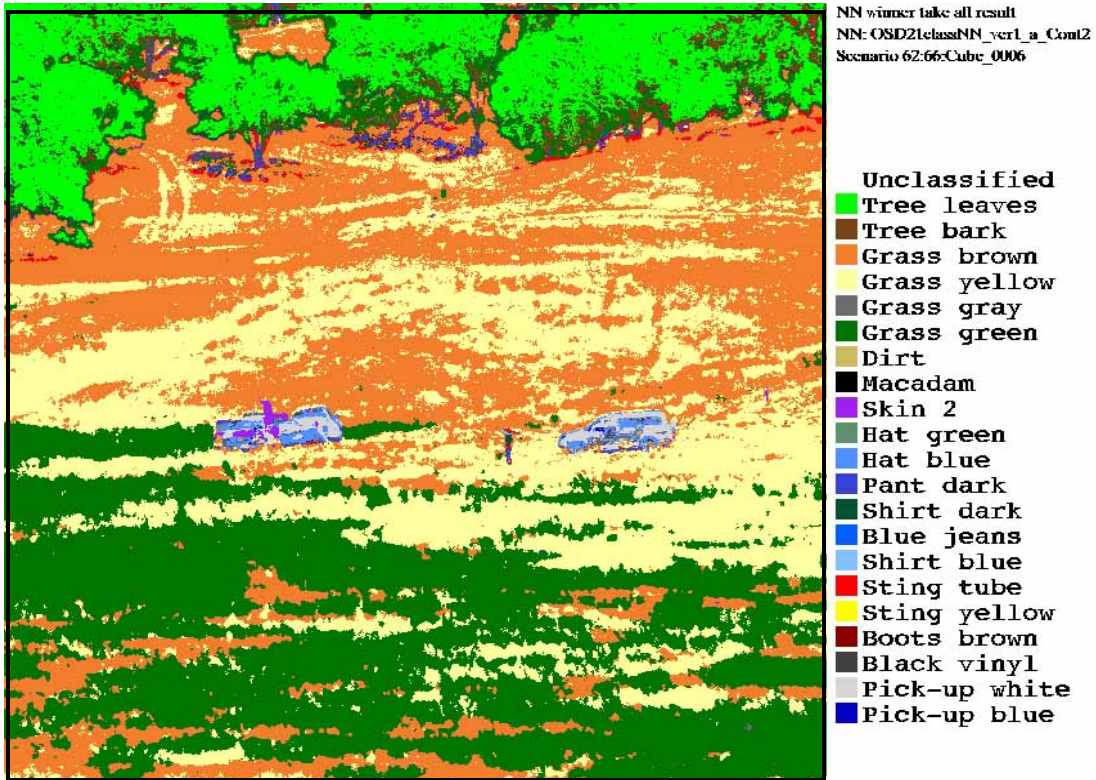 NN winner take all result
NN: OSD21classNN_ver1_a_Cont2
Scenario 62:66:Cube_0006
Unclassified
Tree leaves
Tree bark
Grass brown
Grass yellow
Grass gray
Grass green
Dirt
Macadam
Skin 2
Hat green
Hat blue
Pant dark
Shirt dark
Blue jeans
Shirt blue
Sting tube
Sting yellow
Boots brown
Black vinyl
Pick-up white
Pick-up blue